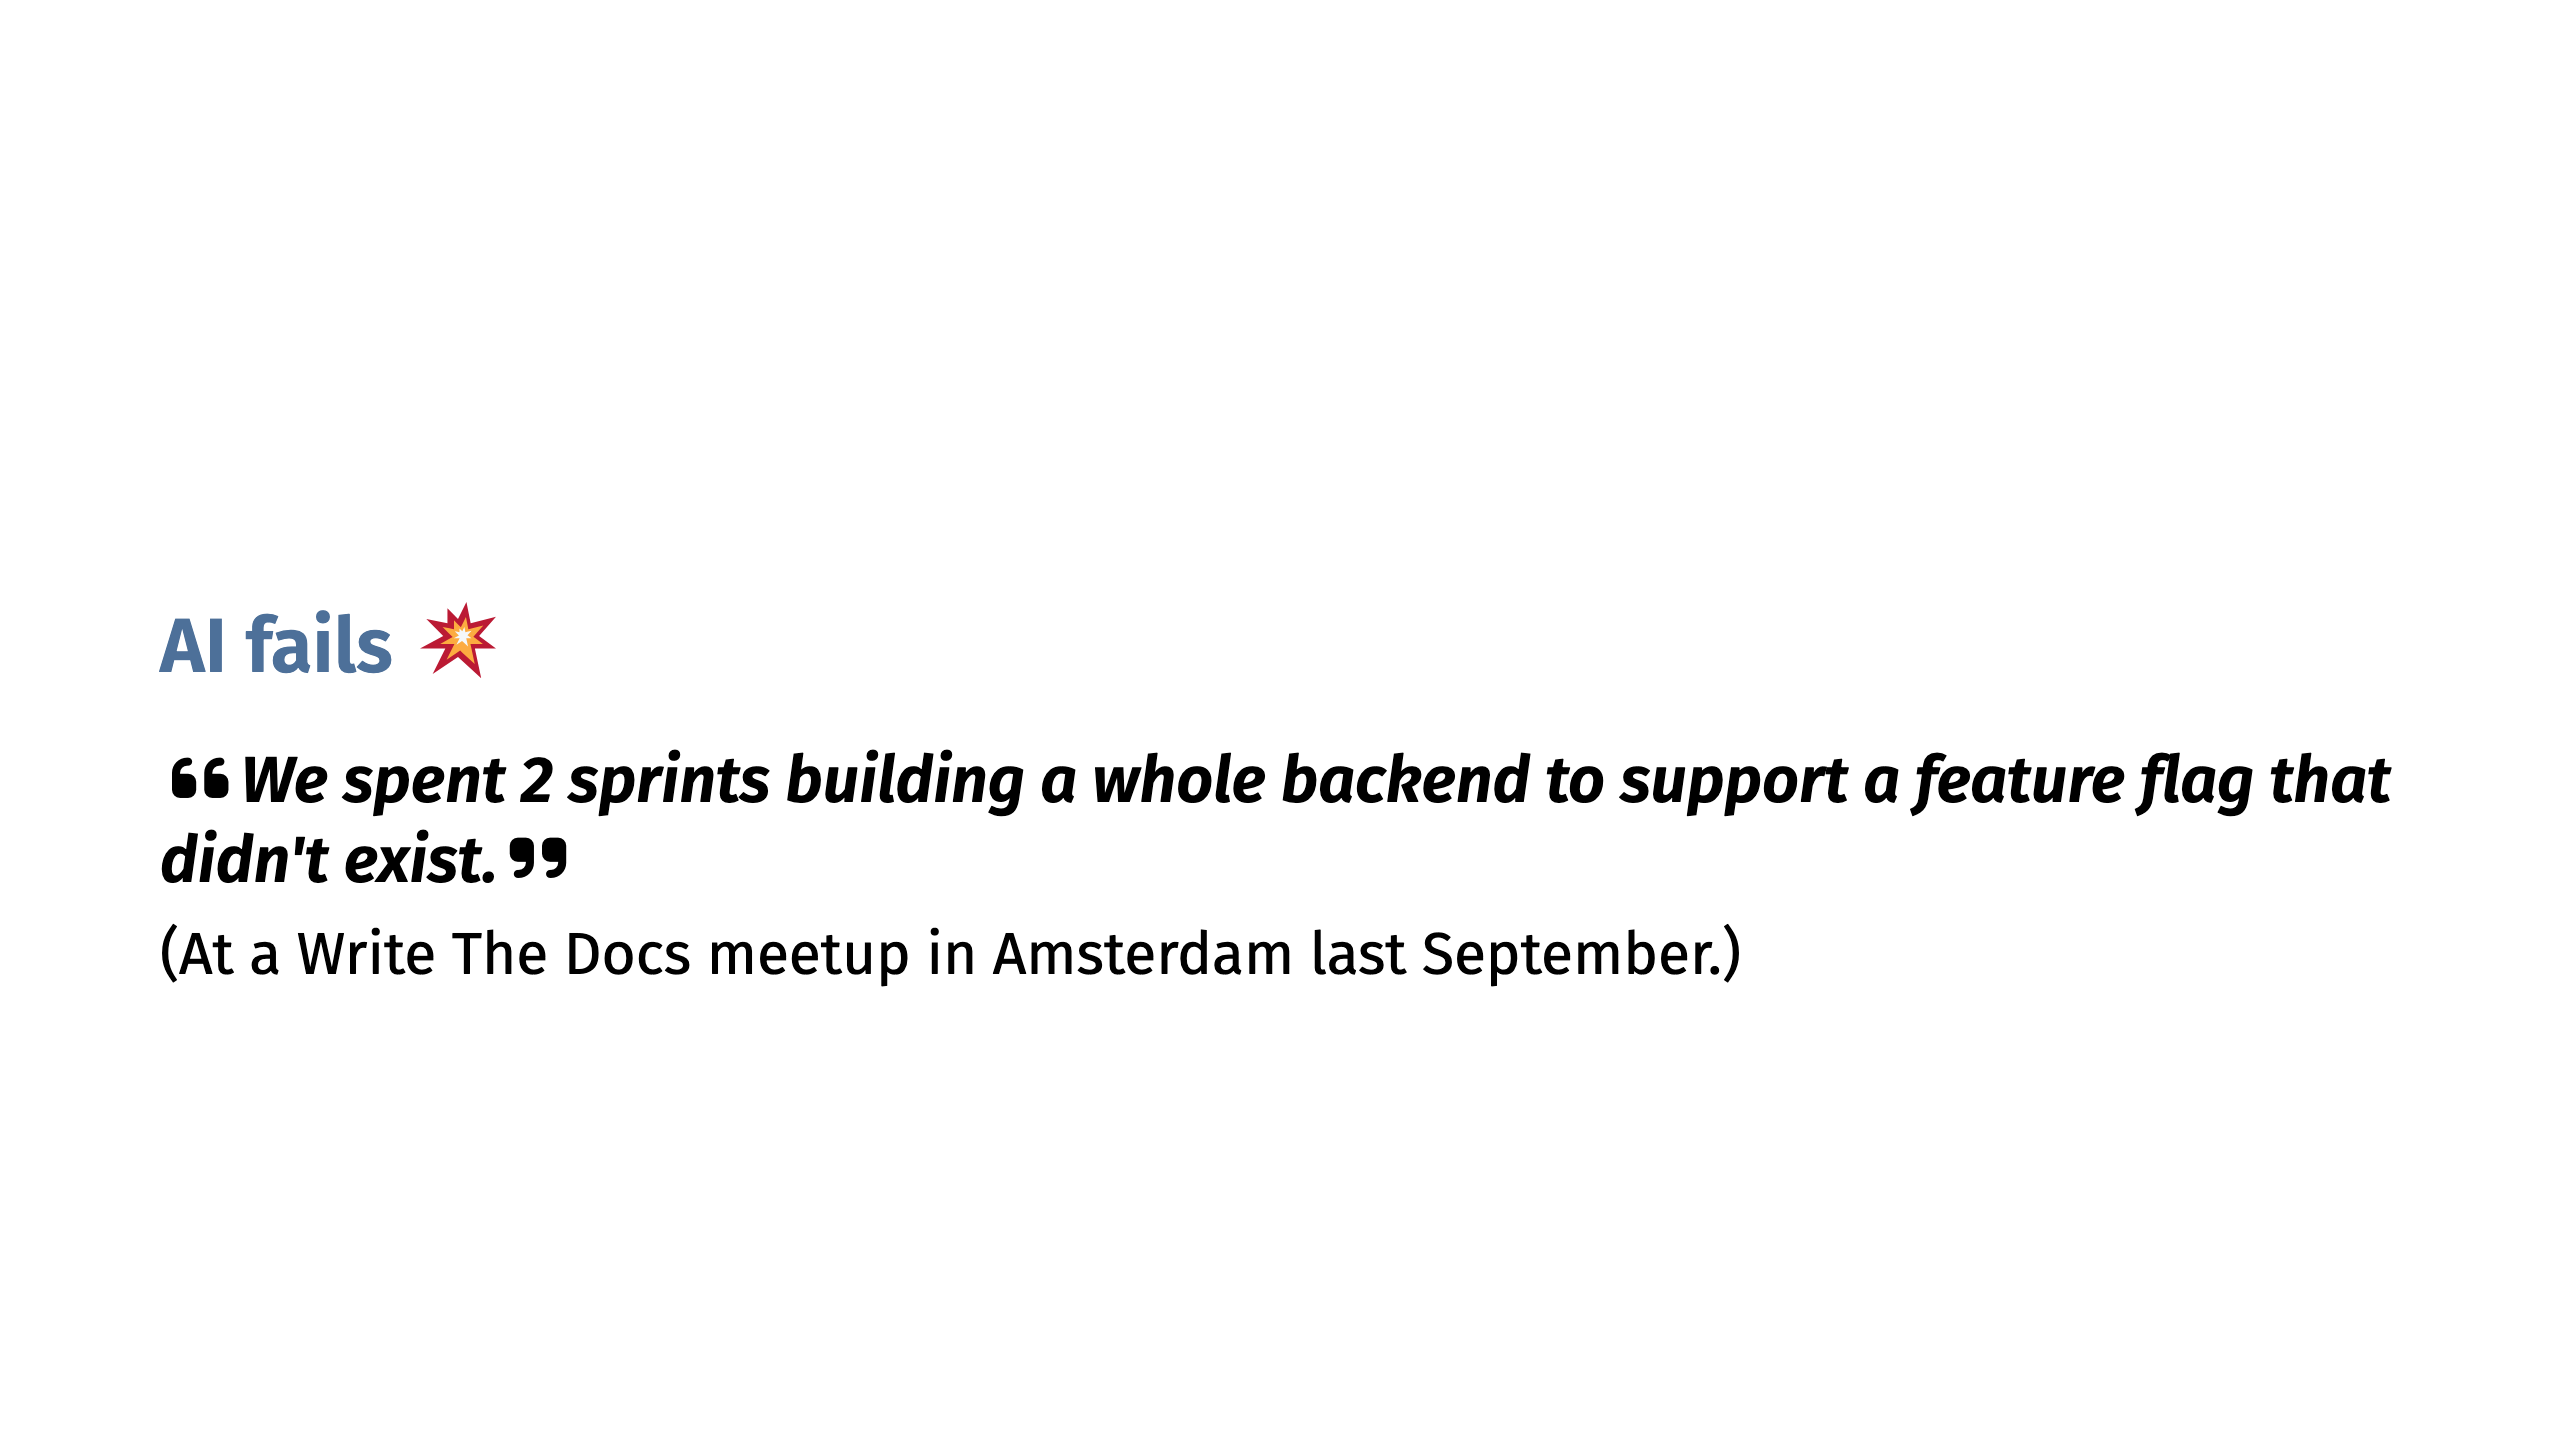 AI fails 💥
❝We spent 2 sprints building a whole backend to support a feature flag that
didn't exist.❞
(At a Write The Docs meetup in Amsterdam last September.)